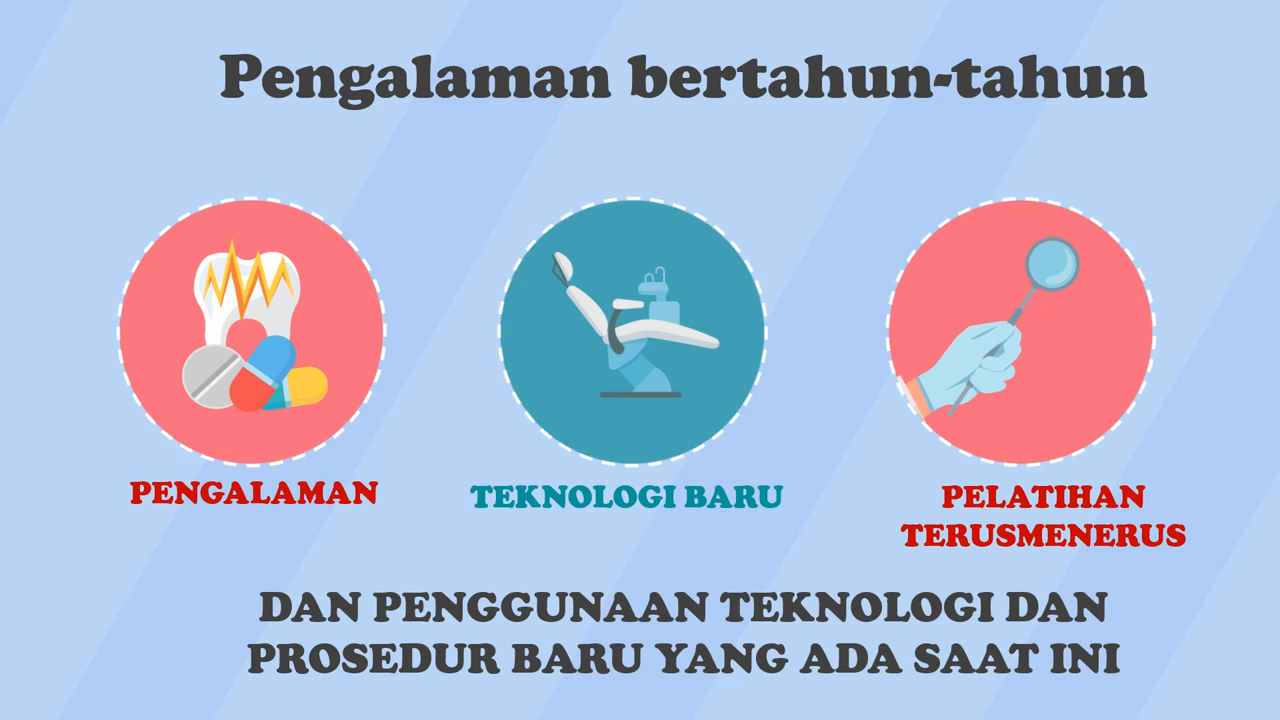 Pengalaman bertahun-tahun
PENGALAMAN
TEKNOLOGI BARU
PELATIHAN
TERUSMENERUS
DAN PENGGUNAAN TEKNOLOGI DAN
PROSEDUR BARU YANG ADA SAAT INI